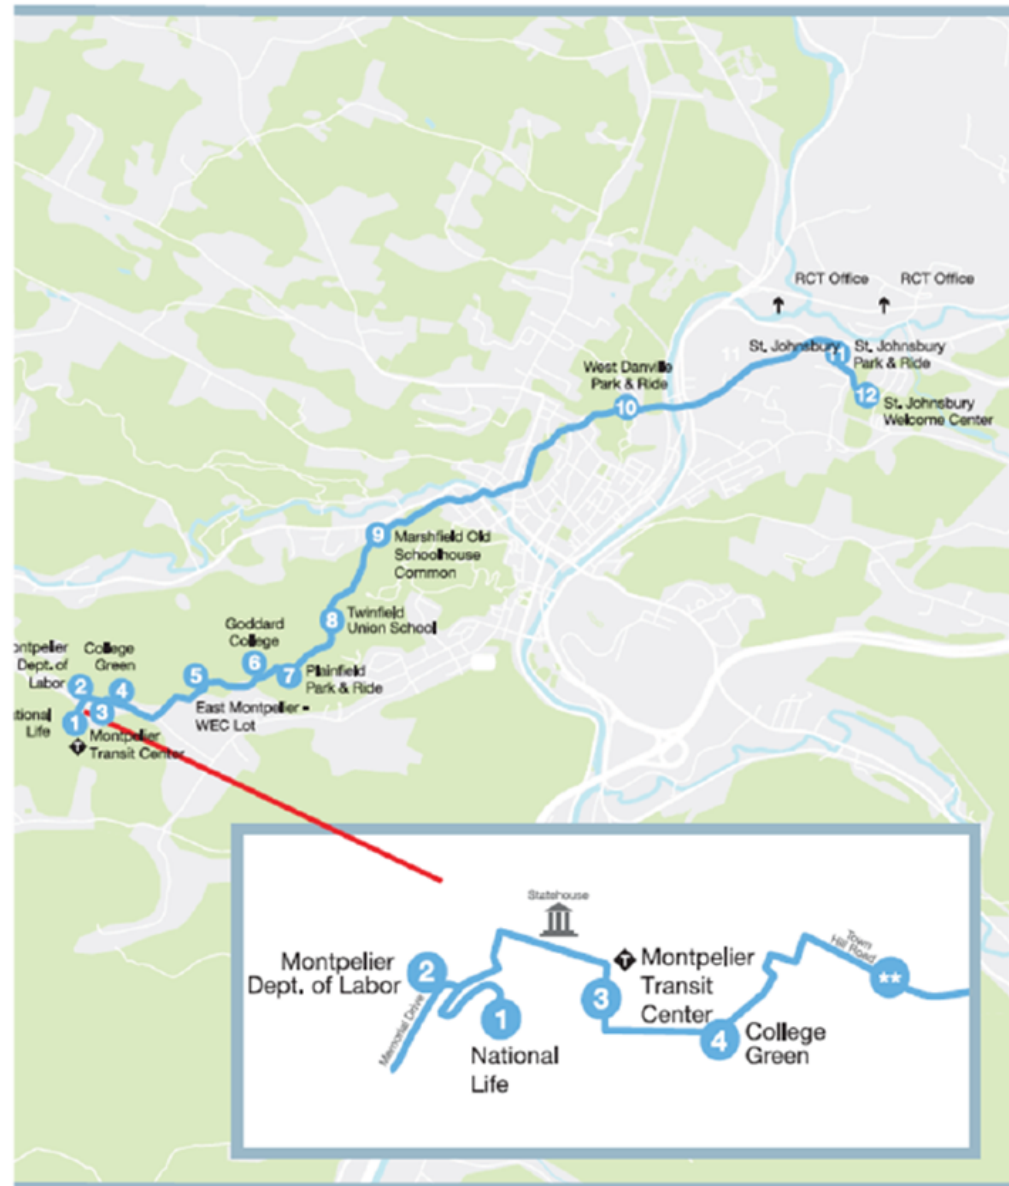 RCT Office
RCT Office
11
St. Johnsbury
11
St. Johnsbury
Park & Ride
West Danville
Park & Ride
10
12
St. Johnsbury
Welcome Center
9
Marshfield Old
Schoolhouse
Common
8
Twinfield
Union School
Goddard
College
6
7
Plainfield
Park & Ride
5
East Montpelier -
WEC Lot
ontpelier
Dept. of
Labor
2
College
Green
4
3
tional
Life
1
T
Montpelier
Transit Center
Statehouse
Montpelier
Dept. of Labor
2
Memorial Drive
1
National
Life
T
Montpelier
Transit
Center
3
4
College
Green
Town
Hill Road
**